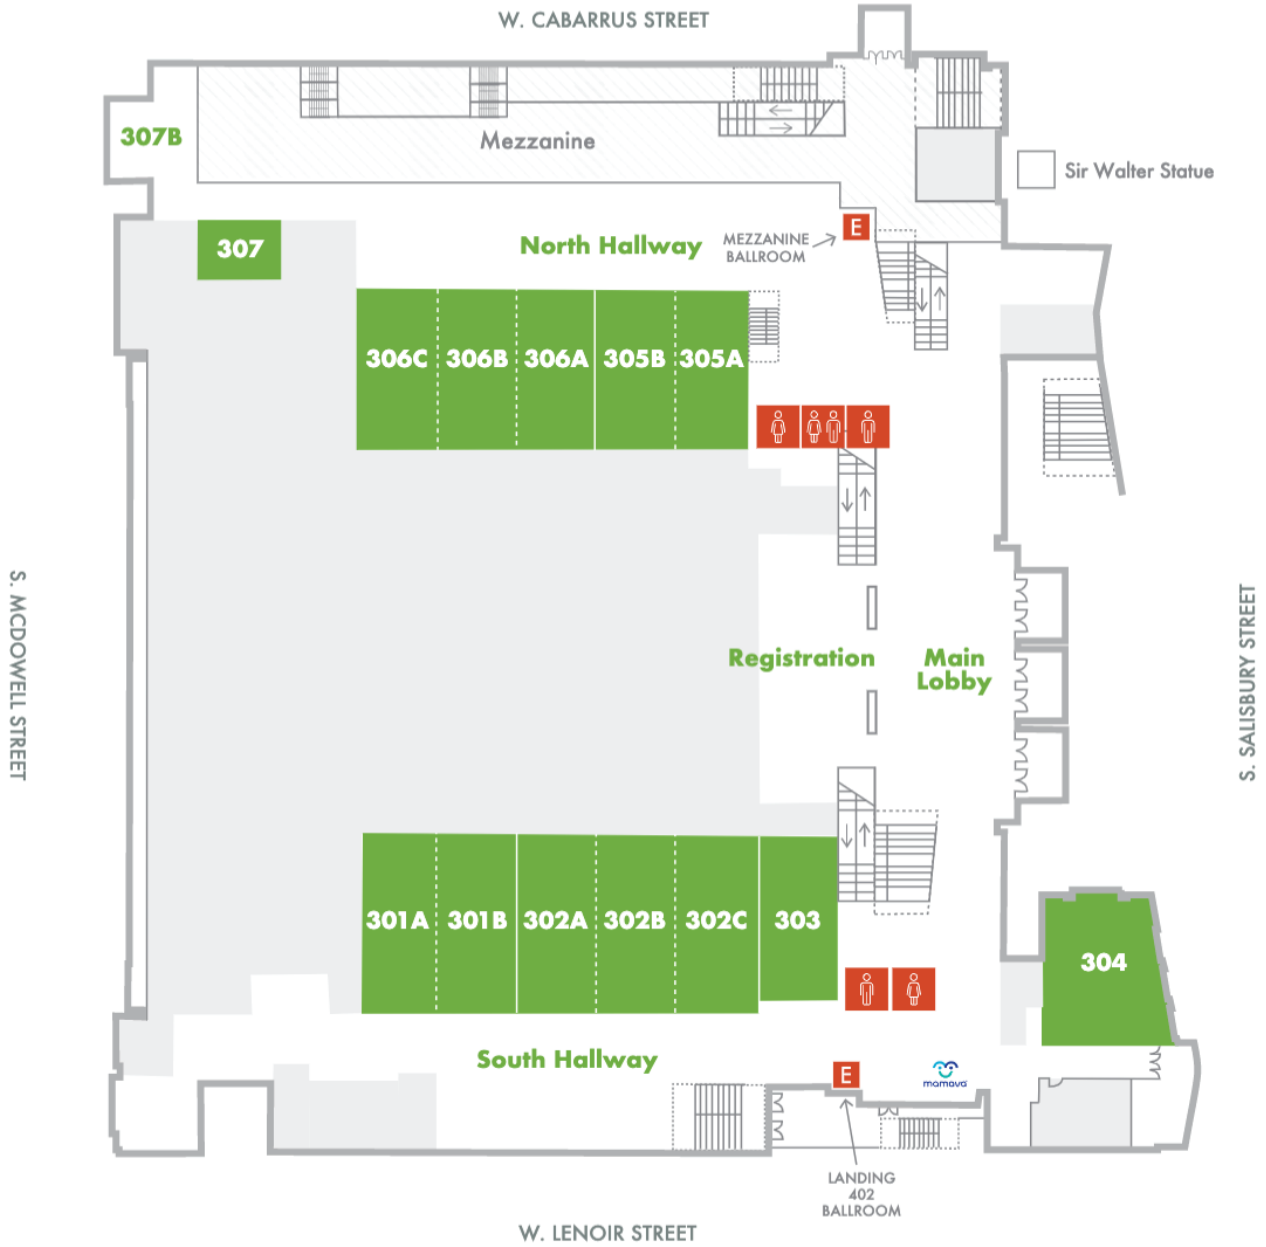 W. CABARRUS STREET
307B
Mezzanine
Sir Walter Statue
307
North Hallway
MEZZANINE
BALLROOM
E
306C
306B
306A
305B
305A
S. MCDOWELL STREET
Registration
Main
Lobby
S. SALISBURY STREET
301A
301B
302A
302B
302C
303
304
South Hallway
E
mamava
LANDING
402
BALLROOM
W. LENOIR STREET